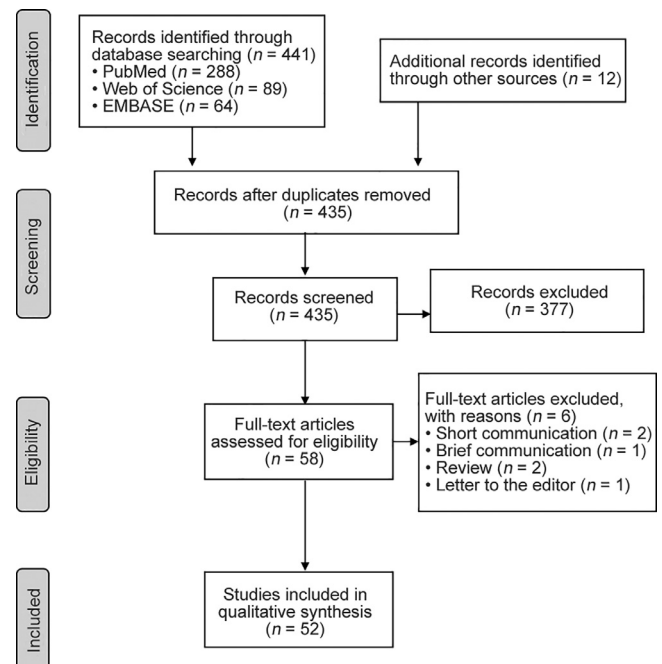 Identification
Records identified through
database searching (n = 441)
• PubMed (n = 288)
• Web of Science (n = 89)
• EMBASE (n = 64)
Additional records identified
through other sources (n = 12)
Screening
Records after duplicates removed
(n = 435)
Records screened
(n = 435)
Records excluded
(n = 377)
Eligibility
Full-text articles
assessed for eligibility
(n = 58)
Full-text articles excluded,
with reasons (n = 6)
• Short communication (n = 2)
• Brief communication (n = 1)
• Review (n = 2)
• Letter to the editor (n = 1)
Included
Studies included in
qualitative synthesis
(n = 52)